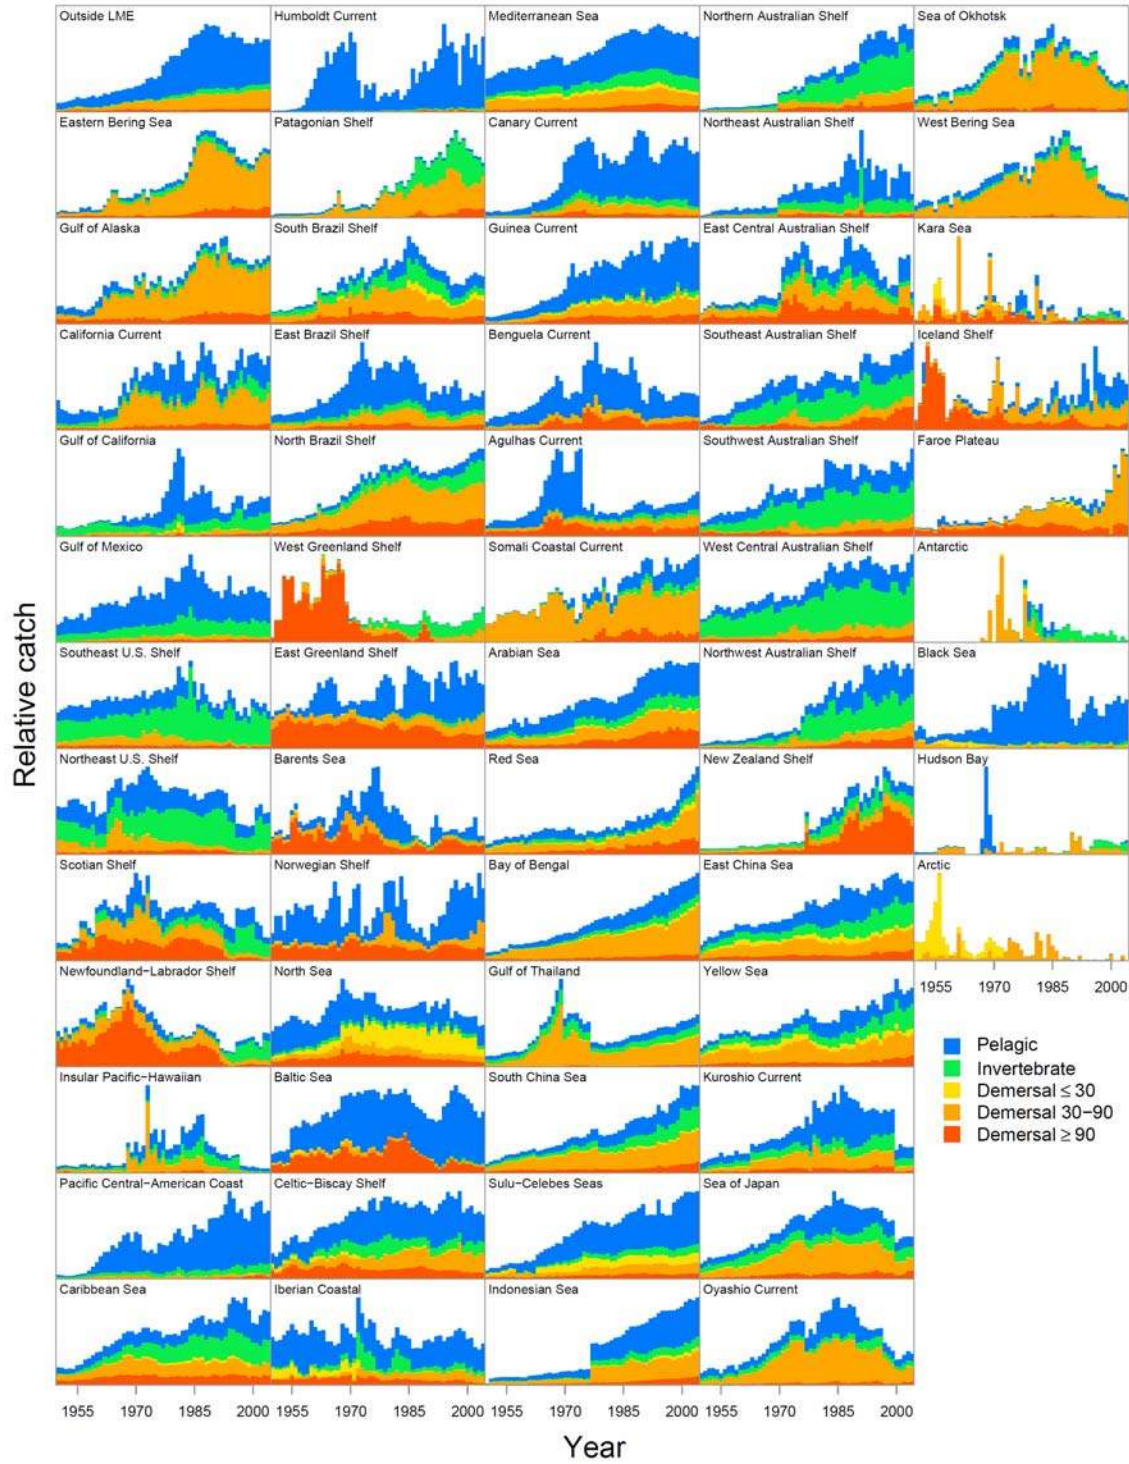 Outside LME
Humboldt Current
Mediterranean Sea
Northern Australian Shelf
Sea of Okhotsk
Eastern Bering Sea
Patagonian Shelf
Canary Current
Northeast Australian Shelf
West Bering Sea
Gulf of Alaska
South Brazil Shelf
Guinea Current
East Central Australian Shelf
Kara Sea
California Current
East Brazil Shelf
Benguela Current
Southeast Australian Shelf
Iceland Shelf
Gulf of California
North Brazil Shelf
Agulhas Current
Southwest Australian Shelf
Faroe Plateau
Gulf of Mexico
West Greenland Shelf
Somali Coastal Current
West Central Australian Shelf
Antarctic
Southeast U.S. Shelf
East Greenland Shelf
Arabian Sea
Northwest Australian Shelf
Black Sea
Northeast U.S. Shelf
Barents Sea
Red Sea
New Zealand Shelf
Hudson Bay
Scotian Shelf
Norwegian Shelf
Bay of Bengal
East China Sea
Arctic
Newfoundland−Labrador Shelf
North Sea
Gulf of Thailand
Yellow Sea
1955 1970 1985 2000
Insular Pacific−Hawaiian
Baltic Sea
South China Sea
Kuroshio Current
Pelagic
Invertebrate
Demersal ≤ 30
Demersal 30−90
Demersal ≥ 90
Pacific Central−American Coast
Celtic−Biscay Shelf
Sulu−Celebes Seas
Sea of Japan
Caribbean Sea
Iberian Coastal
Indonesian Sea
Oyashio Current
1955 1970 1985 2000 1955 1970 1985 2000 1955 1970 1985 2000 1955 1970 1985 2000
Relative catch
Year